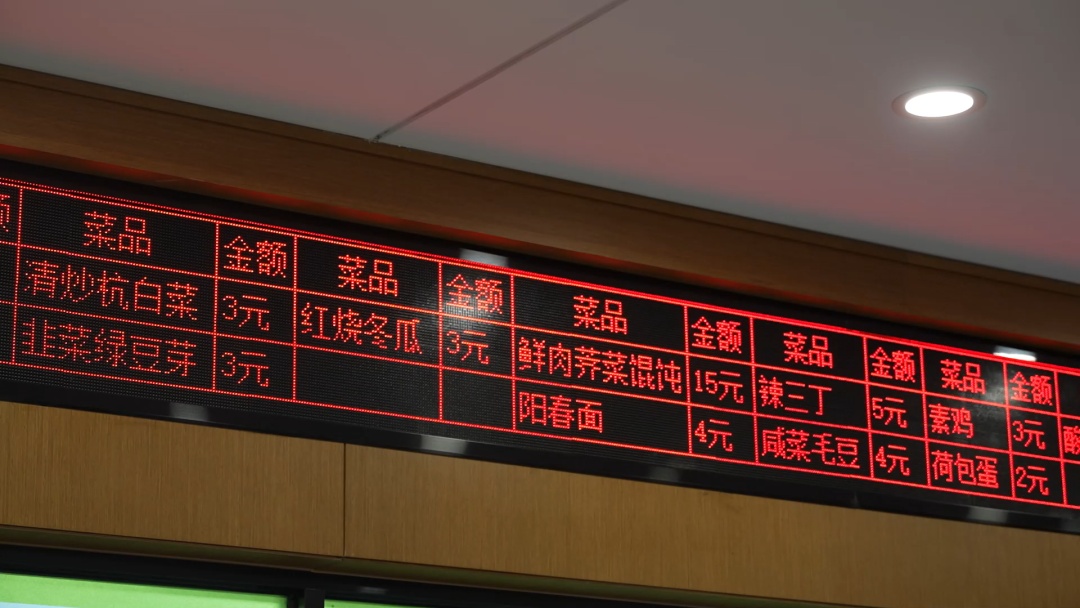 额 菜品 金额 菜品 金额 菜品 金额 菜品 金额 菜品 金额
清炒杭白菜 3元 红烧冬瓜 3元 鲜肉荠菜馄饨 15元 辣三丁 5元 素鸡 3元
韭菜绿豆芽 3元 阳春面 4元 咸菜毛豆 4元 荷包蛋 2元